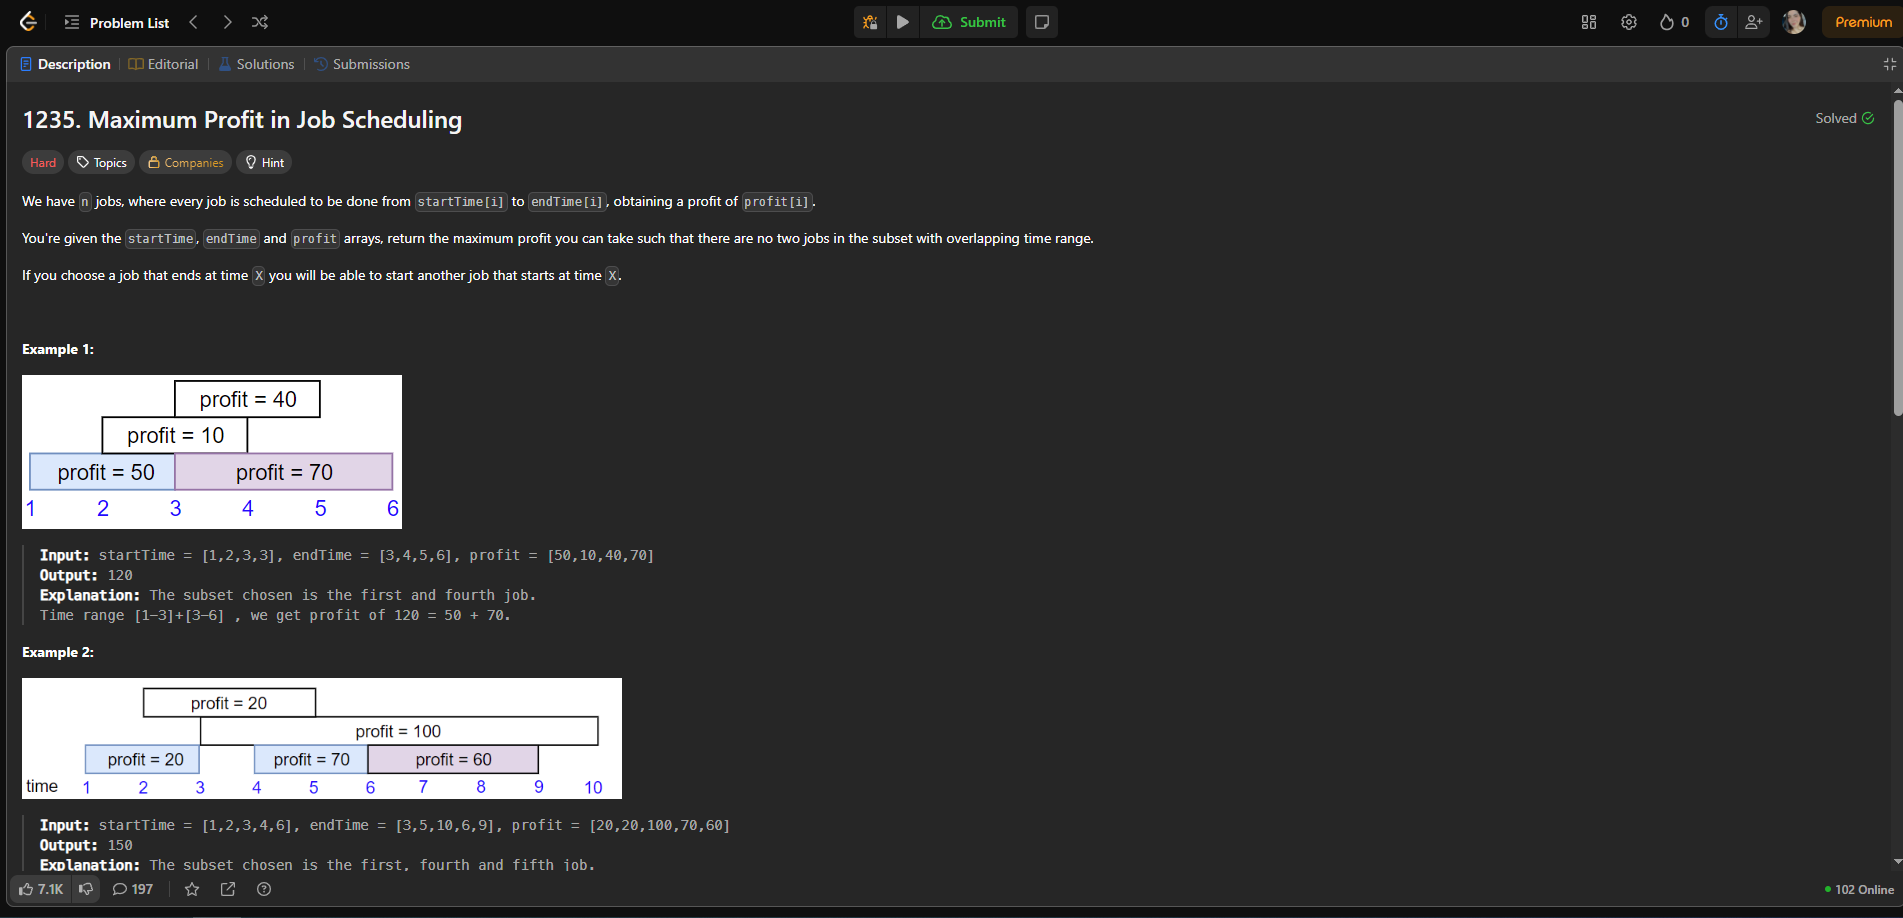 Problem List
Submit
0
Premium
Description | Editorial | Solutions | Submissions
1235. Maximum Profit in Job Scheduling
Solved
Hard Topics Companies Hint
We have n jobs, where every job is scheduled to be done from startTime[i] to endTime[i], obtaining a profit of profit[i].
You're given the startTime, endTime and profit arrays, return the maximum profit you can take such that there are no two jobs in the subset with overlapping time range.
If you choose a job that ends at time X you will be able to start another job that starts at time X.
Example 1:
profit = 40
profit = 10
profit = 50 profit = 70
1 2 3 4 5 6
Input: startTime = [1,2,3,3], endTime = [3,4,5,6], profit = [50,10,40,70]
Output: 120
Explanation: The subset chosen is the first and fourth job.
Time range [1-3]+[3-6] , we get profit of 120 = 50 + 70.
Example 2:
profit = 20
profit = 100
profit = 20 profit = 70 profit = 60
time 1 2 3 4 5 6 7 8 9 10
Input: startTime = [1,2,3,4,6], endTime = [3,5,10,6,9], profit = [20,20,100,70,60]
Output: 150
Explanation: The subset chosen is the first, fourth and fifth job.
7.1K 197
102 Online